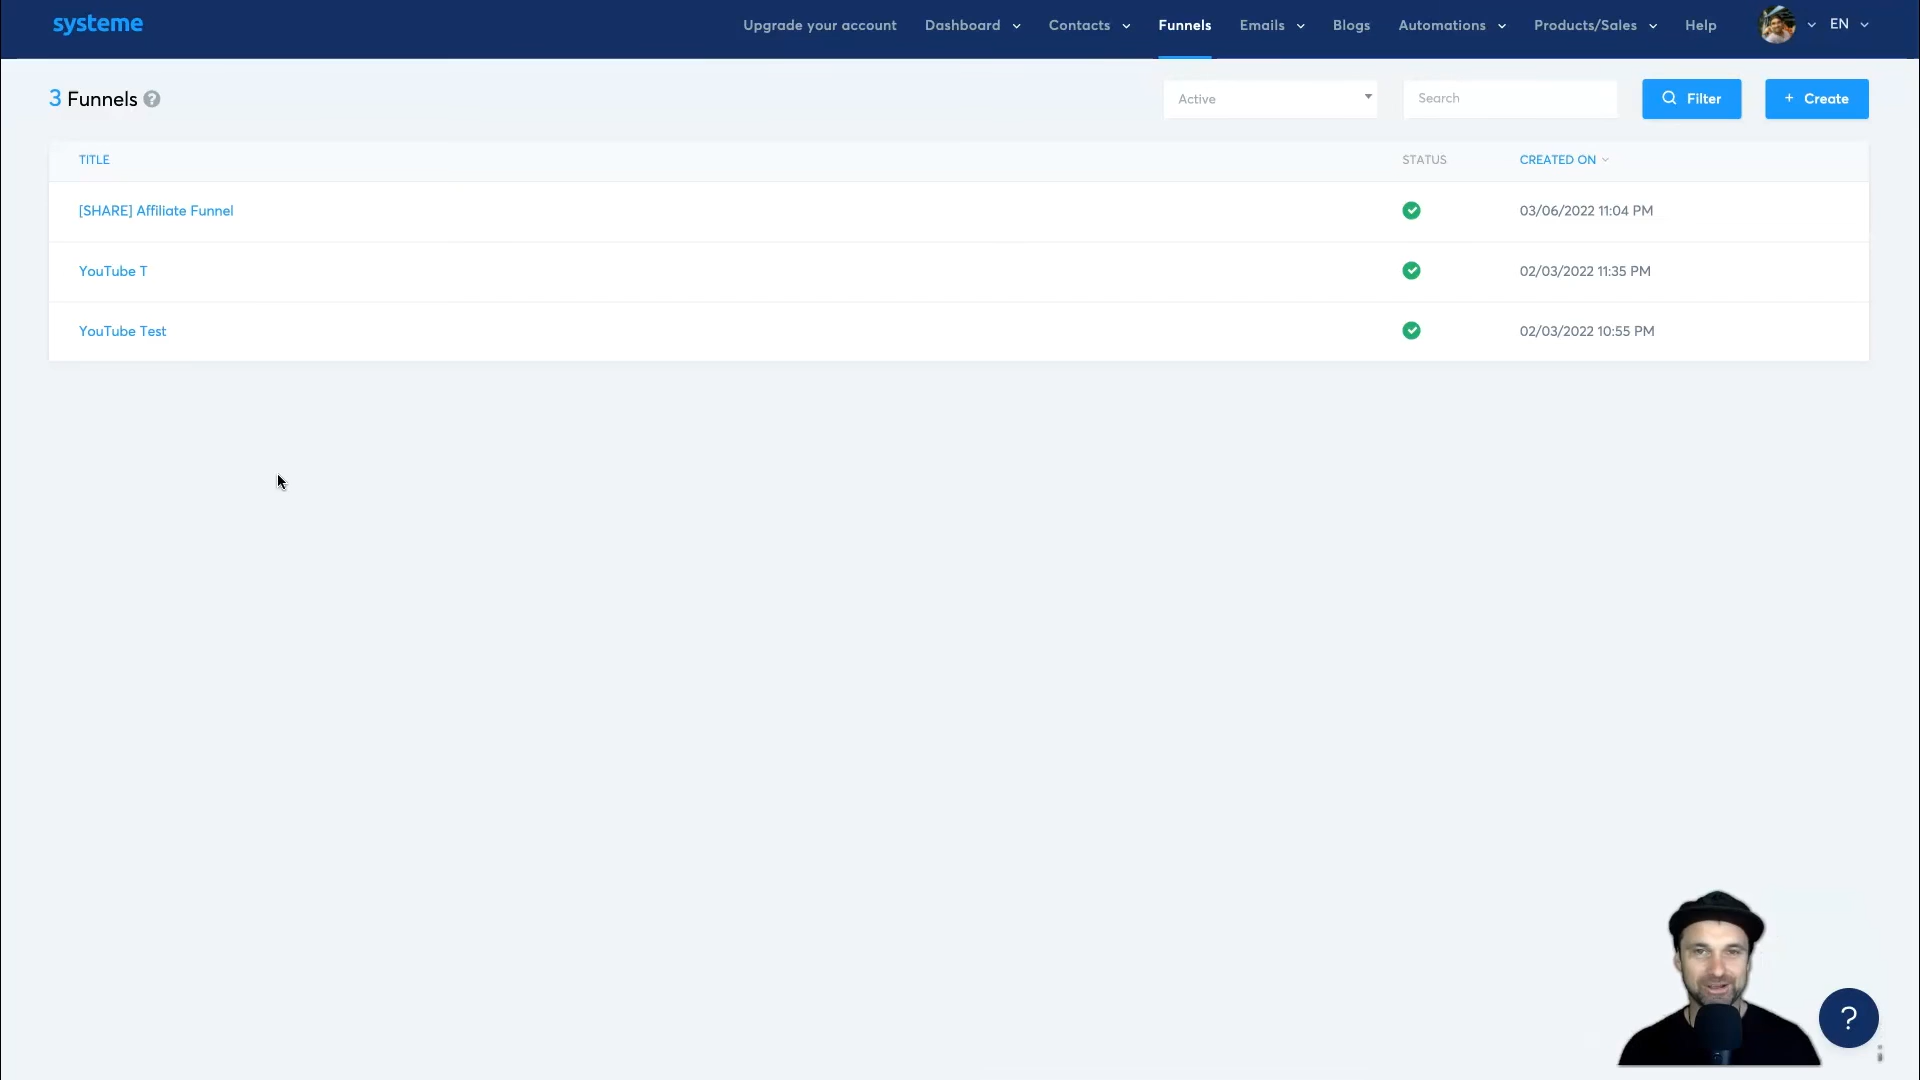 systeme
Upgrade your account Dashboard Contacts Funnels Emails Blogs Automations Products/Sales Help EN
3 Funnels ?
Active
Search
Filter
+ Create
TITLE STATUS CREATED ON
[SHARE] Affiliate Funnel 03/06/2022 11:04 PM
YouTube T 02/03/2022 11:35 PM
YouTube Test 02/03/2022 10:55 PM
?